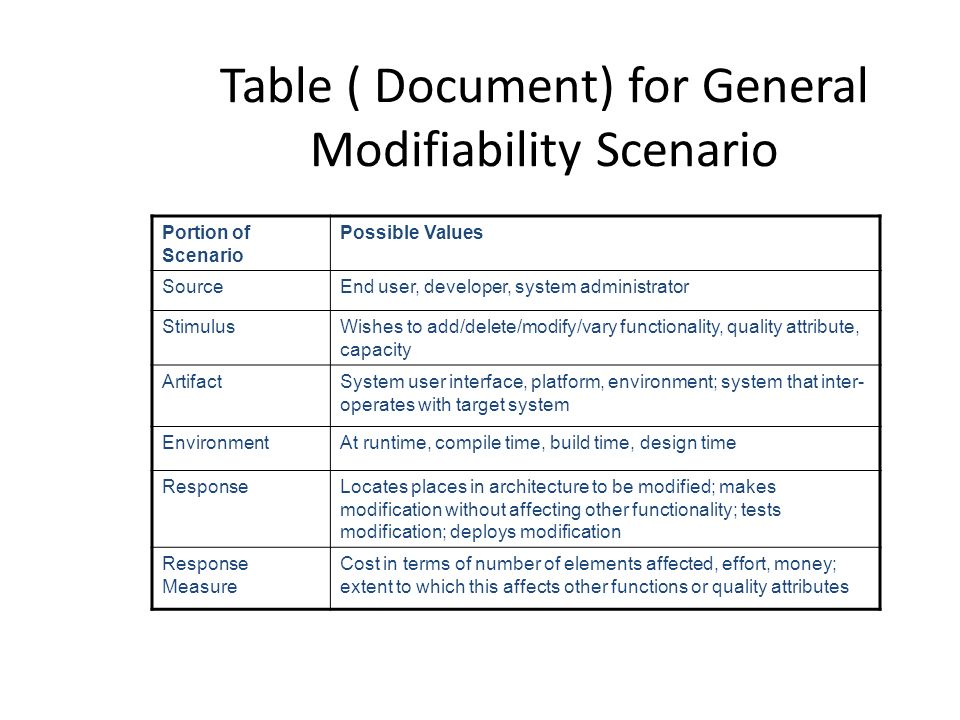 Table ( Document) for General
Modifiability Scenario
Portion of
Scenario
Possible Values
Source
End user, developer, system administrator
Stimulus
Wishes to add/delete/modify/vary functionality, quality attribute,
capacity
Artifact
System user interface, platform, environment; system that inter-
operates with target system
Environment
At runtime, compile time, build time, design time
Response
Locates places in architecture to be modified; makes
modification without affecting other functionality; tests
modification; deploys modification
Response
Measure
Cost in terms of number of elements affected, effort, money;
extent to which this affects other functions or quality attributes